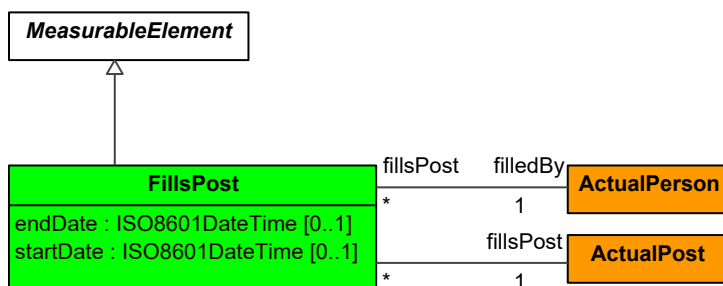 MeasurableElement
fillsPost filledBy
FillsPost
ActualPerson
* 1
endDate : ISO8601DateTime [0..1]
startDate : ISO8601DateTime [0..1]
fillsPost
ActualPost
* 1